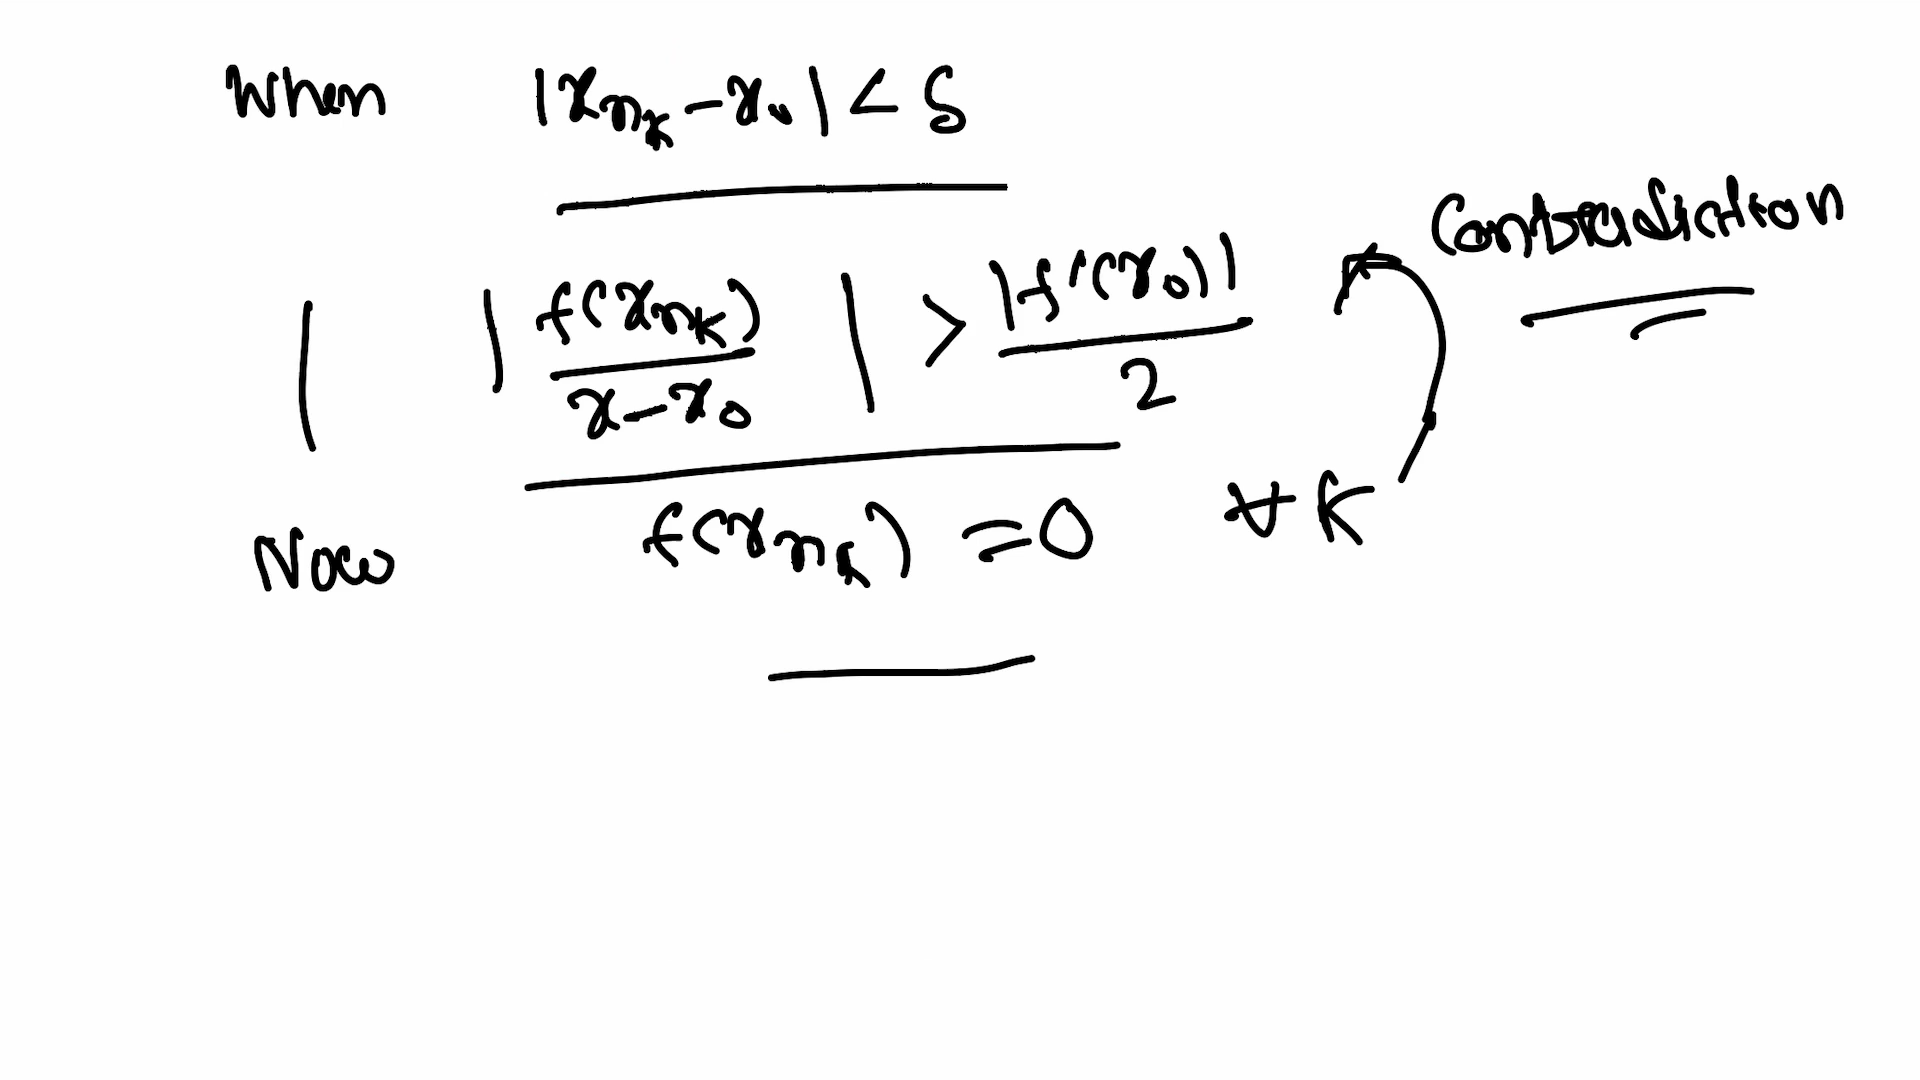 When |x_{n_k} - x_0| < δ
| | f(x_{n_k}) / (x - x_0) | > |f'(x_0)| / 2
Contradiction
Now f(x_{n_k}) = 0 ∀ k